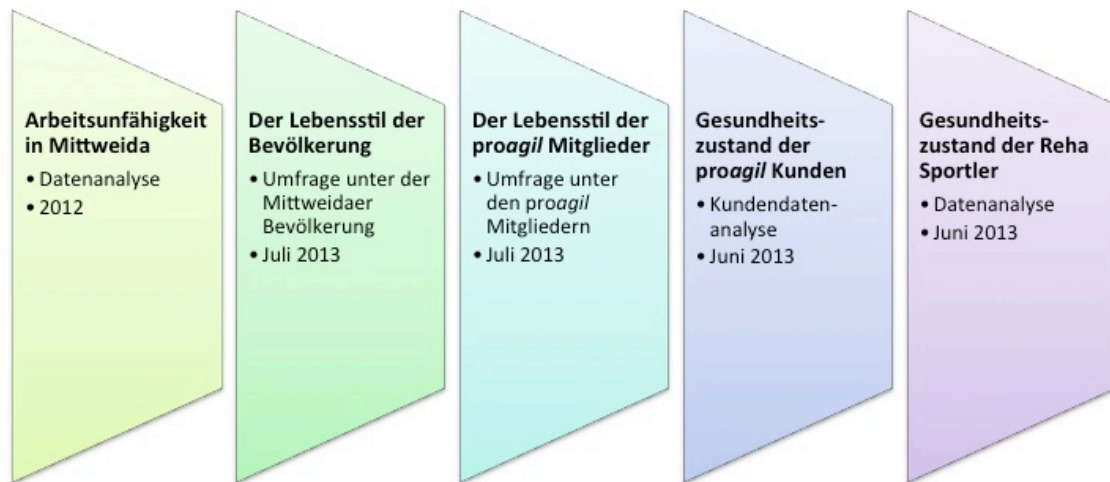 Arbeitsunfähigkeit
in Mittweida
• Datenanalyse
• 2012
Der Lebensstil der
Bevölkerung
• Umfrage unter der
Mittweidaer
Bevölkerung
• Juli 2013
Der Lebensstil der
proagil Mitglieder
• Umfrage unter
den proagil
Mitgliedern
• Juli 2013
Gesundheits-
zustand der
proagil Kunden
• Kundendaten-
analyse
• Juni 2013
Gesundheits-
zustand der Reha
Sportler
• Datenanalyse
• Juni 2013